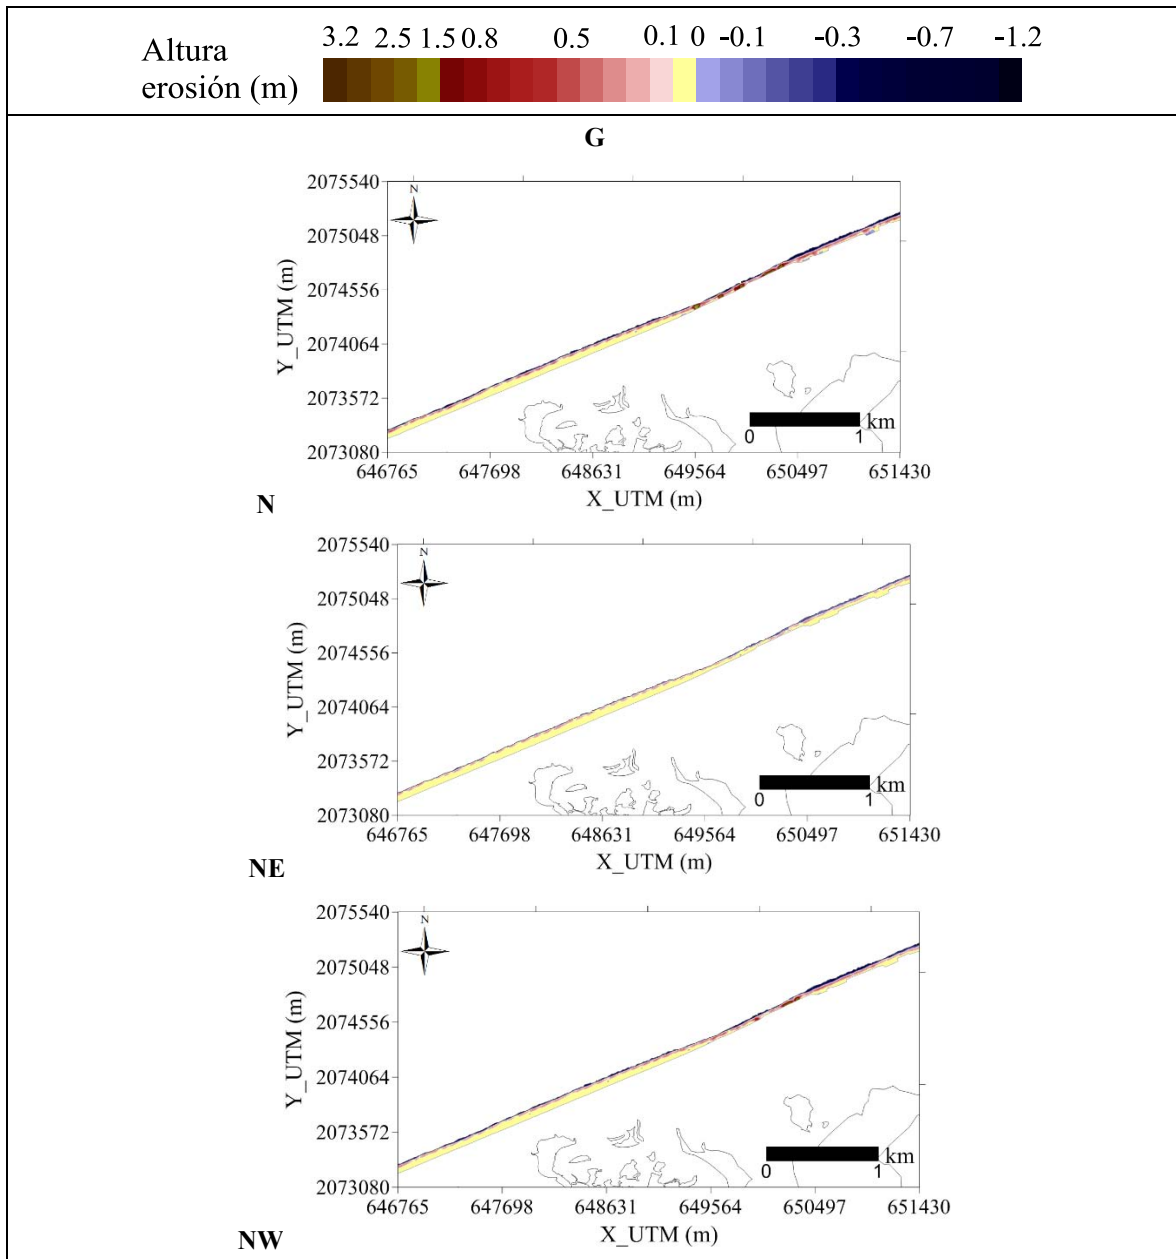 3.2 2.5 1.5 0.8 0.5 0.1 0 -0.1 -0.3 -0.7 -1.2
Altura
erosión (m)
G
2075540
N
2075048
2074556
2074064
2073572
2073080
Y_UTM (m)
km
0 1
646765 647698 648631 649564 650497 651430
X_UTM (m)
N
2075540
N
2075048
2074556
2074064
2073572
2073080
Y_UTM (m)
km
0 1
646765 647698 648631 649564 650497 651430
X_UTM (m)
NE
2075540
N
2075048
2074556
2074064
2073572
2073080
Y_UTM (m)
km
0 1
646765 647698 648631 649564 650497 651430
X_UTM (m)
NW